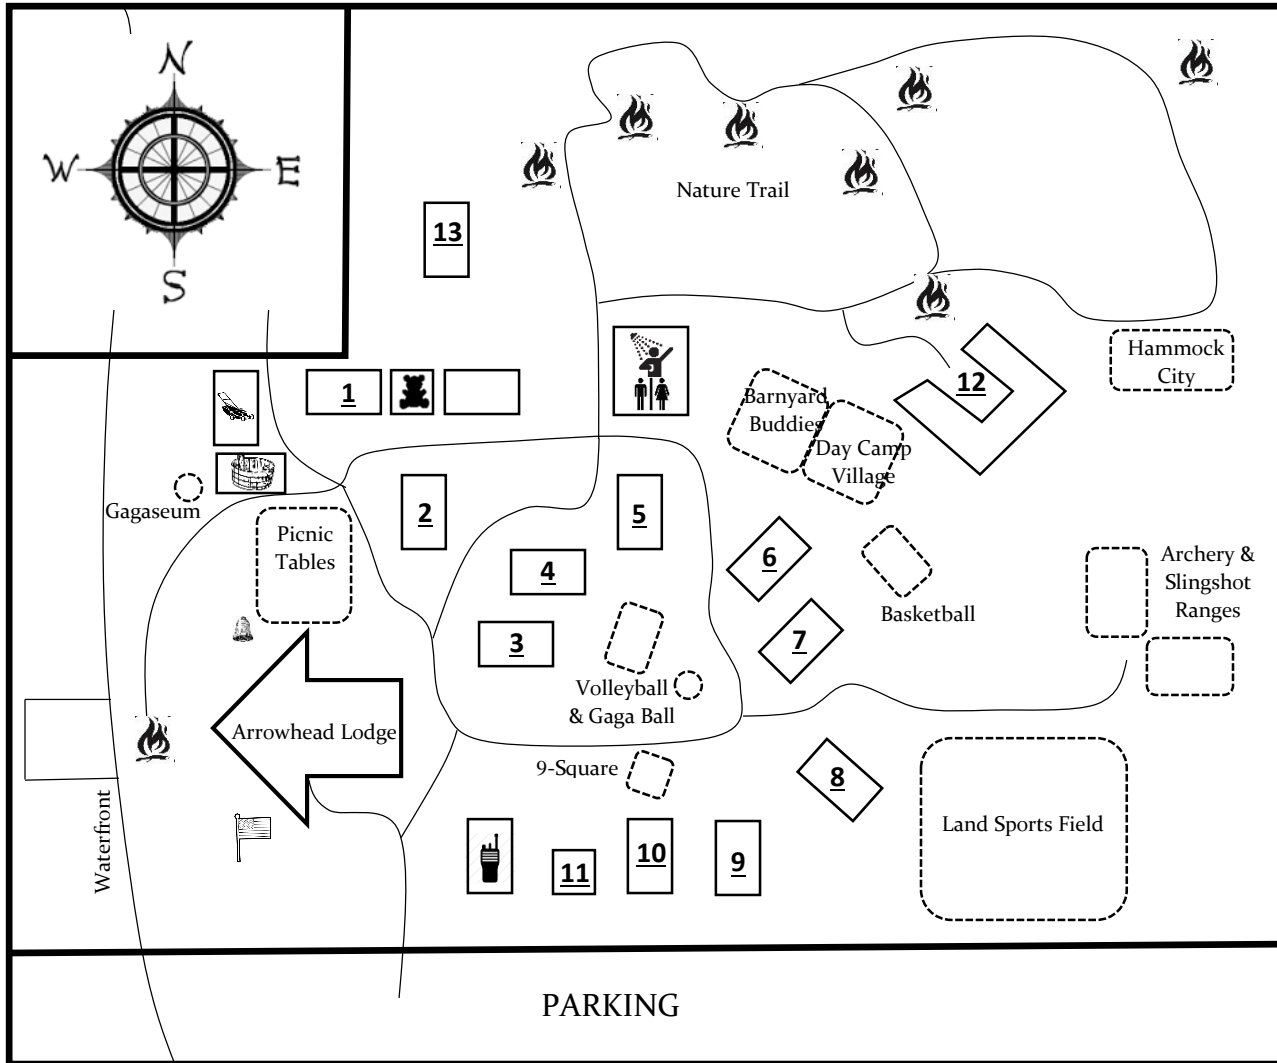 N
W
E
S
Nature Trail
13
Hammock
City
12
1
Barnyard
Buddies
Day Camp
Village
Gagaseum
Picnic
Tables
2
5
4
6
Basketball
Archery &
Slingshot
Ranges
3
7
Volleyball
& Gaga Ball
Arrowhead Lodge
9-Square
8
Waterfront
Land Sports Field
11
10
9
PARKING